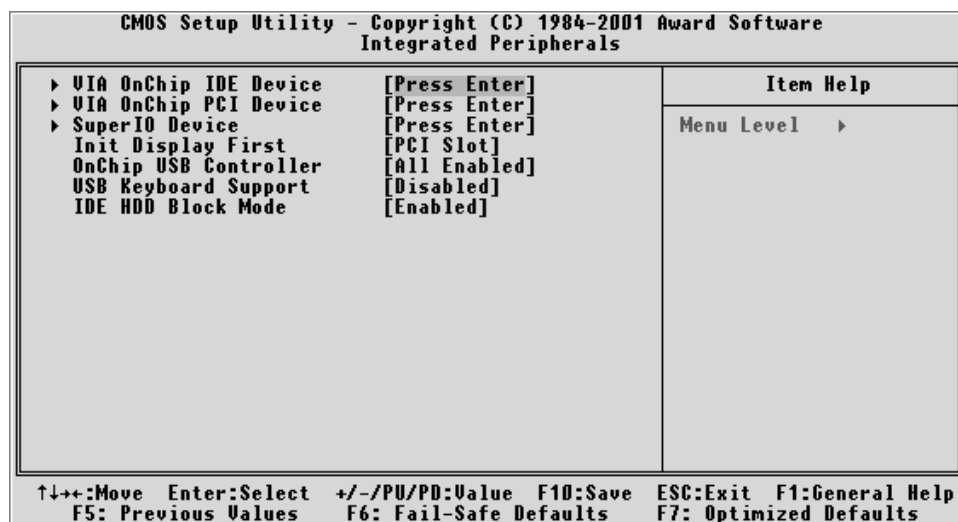 CMOS Setup Utility - Copyright (C) 1984-2001 Award Software
Integrated Peripherals
▸ VIA OnChip IDE Device [Press Enter]
▸ VIA OnChip PCI Device [Press Enter]
▸ SuperIO Device [Press Enter]
Init Display First [PCI Slot]
OnChip USB Controller [All Enabled]
USB Keyboard Support [Disabled]
IDE HDD Block Mode [Enabled]
Item Help
Menu Level ▸
↑↓→←:Move Enter:Select +/-/PU/PD:Value F10:Save ESC:Exit F1:General Help
F5: Previous Values F6: Fail-Safe Defaults F7: Optimized Defaults